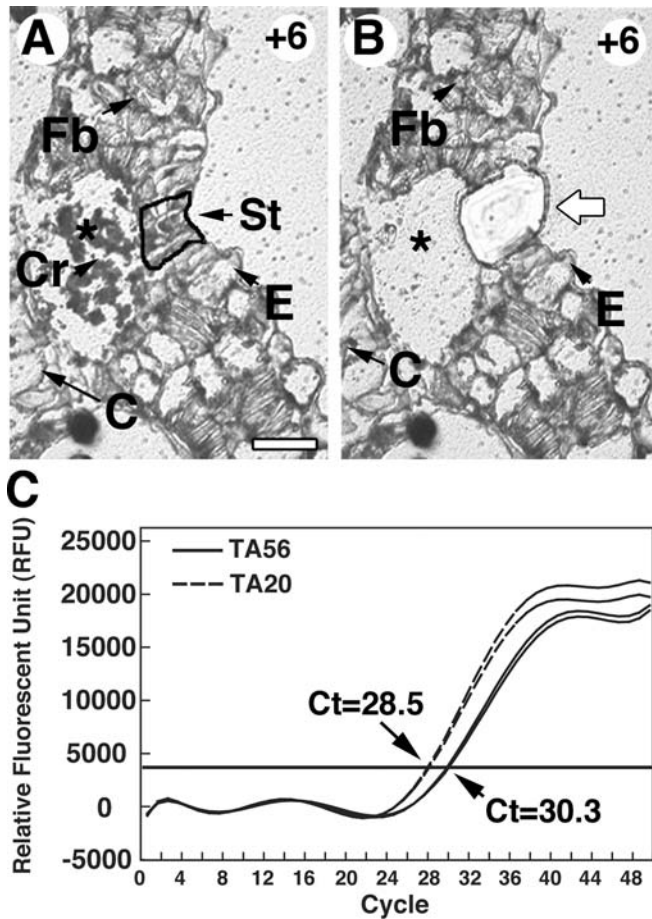 A
+6
Fb
St
*
Cr
E
C
B
+6
Fb
*
E
C
C
Relative Fluorescent Unit (RFU)
25000
20000
15000
10000
5000
0
-5000
TA56
TA20
Ct=28.5
Ct=30.3
0 4 8 12 16 20 24 28 32 36 40 44 48
Cycle